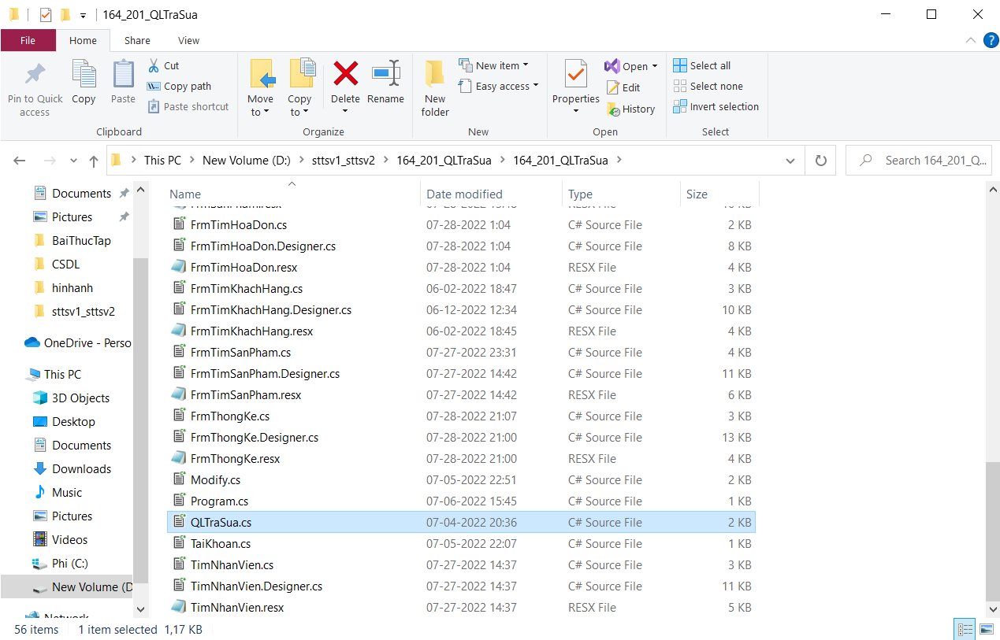 164_201_QLTraSua
File Home Share View
Pin to Quick access
Copy
Paste
Cut
Copy path
Paste shortcut
Move to
Copy to
Delete
Rename
New folder
New item
Easy access
Properties
Open
Edit
History
Select all
Select none
Invert selection
Clipboard Organize New Open Select
This PC New Volume (D:) sttsv1_sttsv2 164_201_QLTraSua 164_201_QLTraSua
Search 164_201_Q...
Documents
Pictures
BaiThucTap
CSDL
hinhanh
sttsv1_sttsv2
OneDrive - Perso
This PC
3D Objects
Desktop
Documents
Downloads
Music
Pictures
Videos
Phi (C:)
New Volume (D
Network
Name Date modified Type Size
FrmTimHoaDon.cs 07-28-2022 1:04 C# Source File 2 KB
FrmTimHoaDon.Designer.cs 07-28-2022 1:04 C# Source File 8 KB
FrmTimHoaDon.resx 07-28-2022 1:04 RESX File 4 KB
FrmTimKhachHang.cs 06-02-2022 18:47 C# Source File 3 KB
FrmTimKhachHang.Designer.cs 06-12-2022 12:34 C# Source File 10 KB
FrmTimKhachHang.resx 06-02-2022 18:45 RESX File 4 KB
FrmTimSanPham.cs 07-27-2022 23:31 C# Source File 4 KB
FrmTimSanPham.Designer.cs 07-27-2022 14:42 C# Source File 11 KB
FrmTimSanPham.resx 07-27-2022 14:42 RESX File 6 KB
FrmThongKe.cs 07-28-2022 21:07 C# Source File 3 KB
FrmThongKe.Designer.cs 07-28-2022 21:00 C# Source File 13 KB
FrmThongKe.resx 07-28-2022 21:00 RESX File 4 KB
Modify.cs 07-05-2022 22:51 C# Source File 2 KB
Program.cs 07-06-2022 15:45 C# Source File 1 KB
QLTraSua.cs 07-04-2022 20:36 C# Source File 2 KB
TaiKhoan.cs 07-05-2022 22:07 C# Source File 1 KB
TimNhanVien.cs 07-27-2022 14:37 C# Source File 3 KB
TimNhanVien.Designer.cs 07-27-2022 14:37 C# Source File 11 KB
TimNhanVien.resx 07-27-2022 14:37 RESX File 5 KB
56 items 1 item selected 1,17 KB